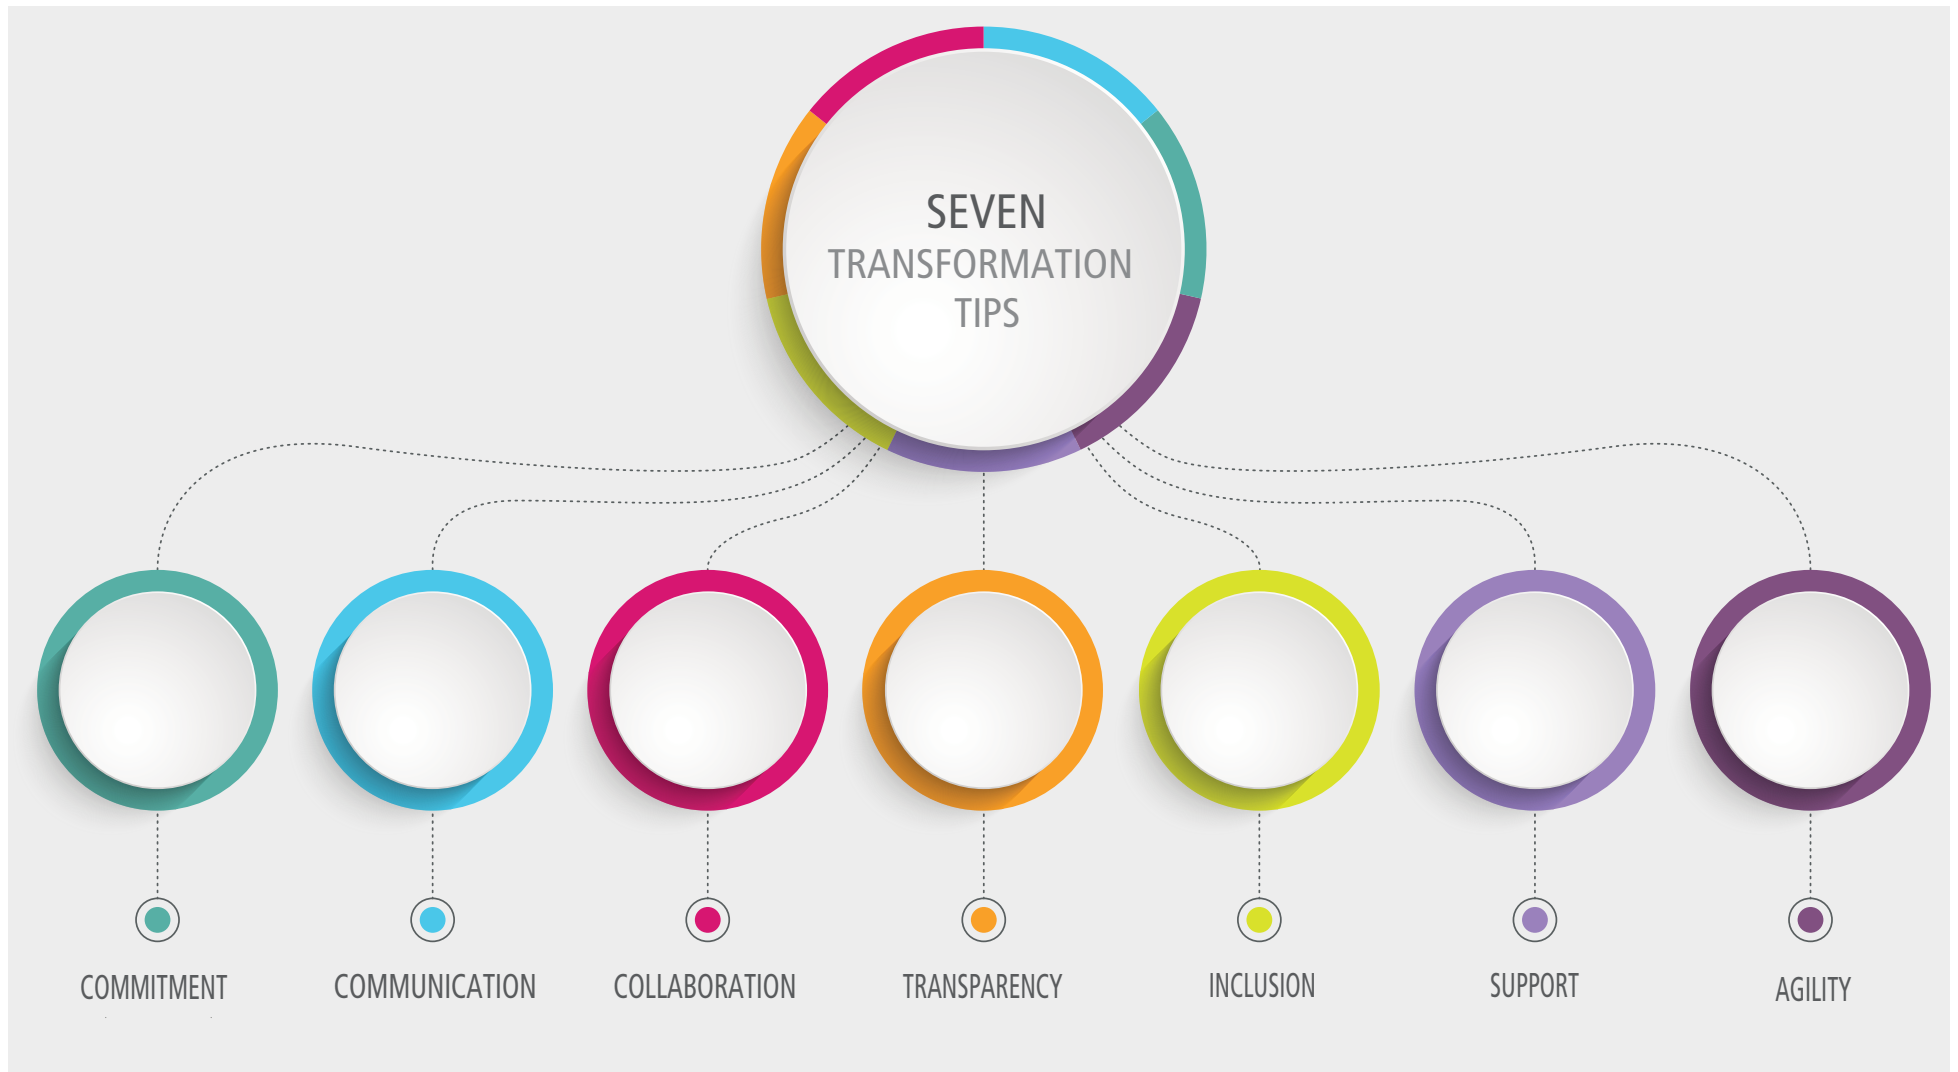 SEVEN
TRANSFORMATION
TIPS
COMMITMENT
COMMUNICATION
COLLABORATION
TRANSPARENCY
INCLUSION
SUPPORT
AGILITY